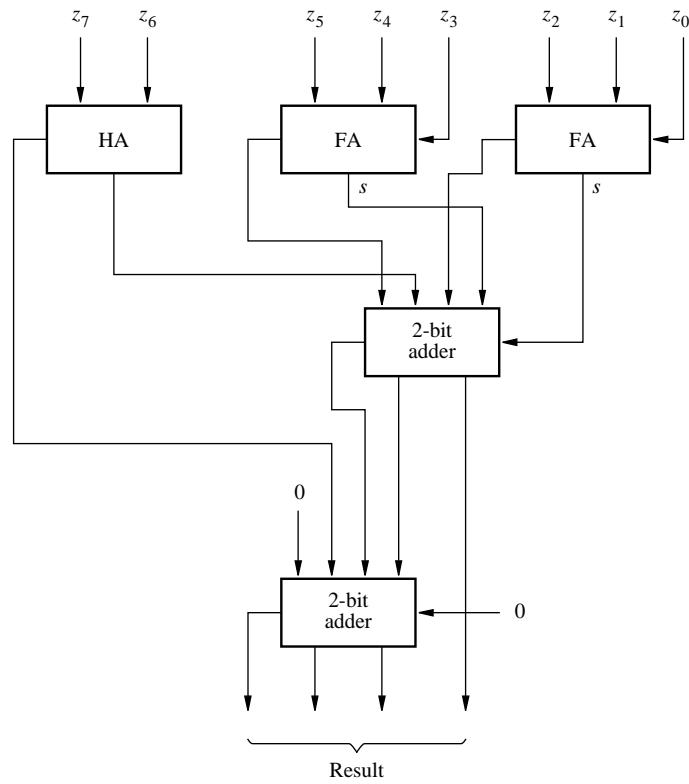 z7 z6 z5 z4 z3 z2 z1 z0
HA FA FA
s s
2-bit
adder
0
2-bit
adder
0
Result